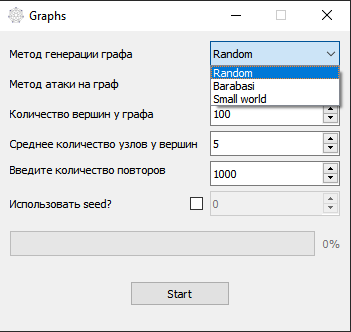 Graphs
Метод генерации графа Random
Random
Метод атаки на граф Barabasi
Small world
Количество вершин у графа 100
Среднее количество узлов у вершин 5
Введите количество повторов 1000
Использовать seed? 0
0%
Start